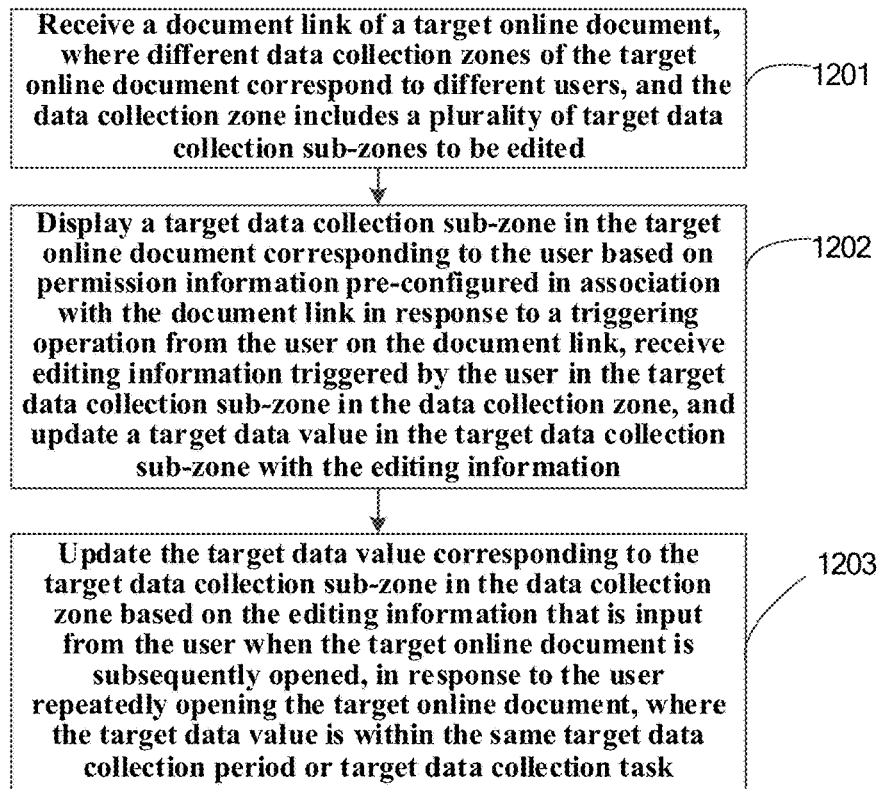 Receive a document link of a target online document,
where different data collection zones of the target
online document correspond to different users, and the
data collection zone includes a plurality of target data
collection sub-zones to be edited
1201
Display a target data collection sub-zone in the target
online document corresponding to the user based on
permission information pre-configured in association
with the document link in response to a triggering
operation from the user on the document link, receive
editing information triggered by the user in the target
data collection sub-zone in the data collection zone, and
update a target data value in the target data collection
sub-zone with the editing information
1202
Update the target data value corresponding to the
target data collection sub-zone in the data collection
zone based on the editing information that is input
from the user when the target online document is
subsequently opened, in response to the user
repeatedly opening the target online document, where
the target data value is within the same target data
collection period or target data collection task
1203